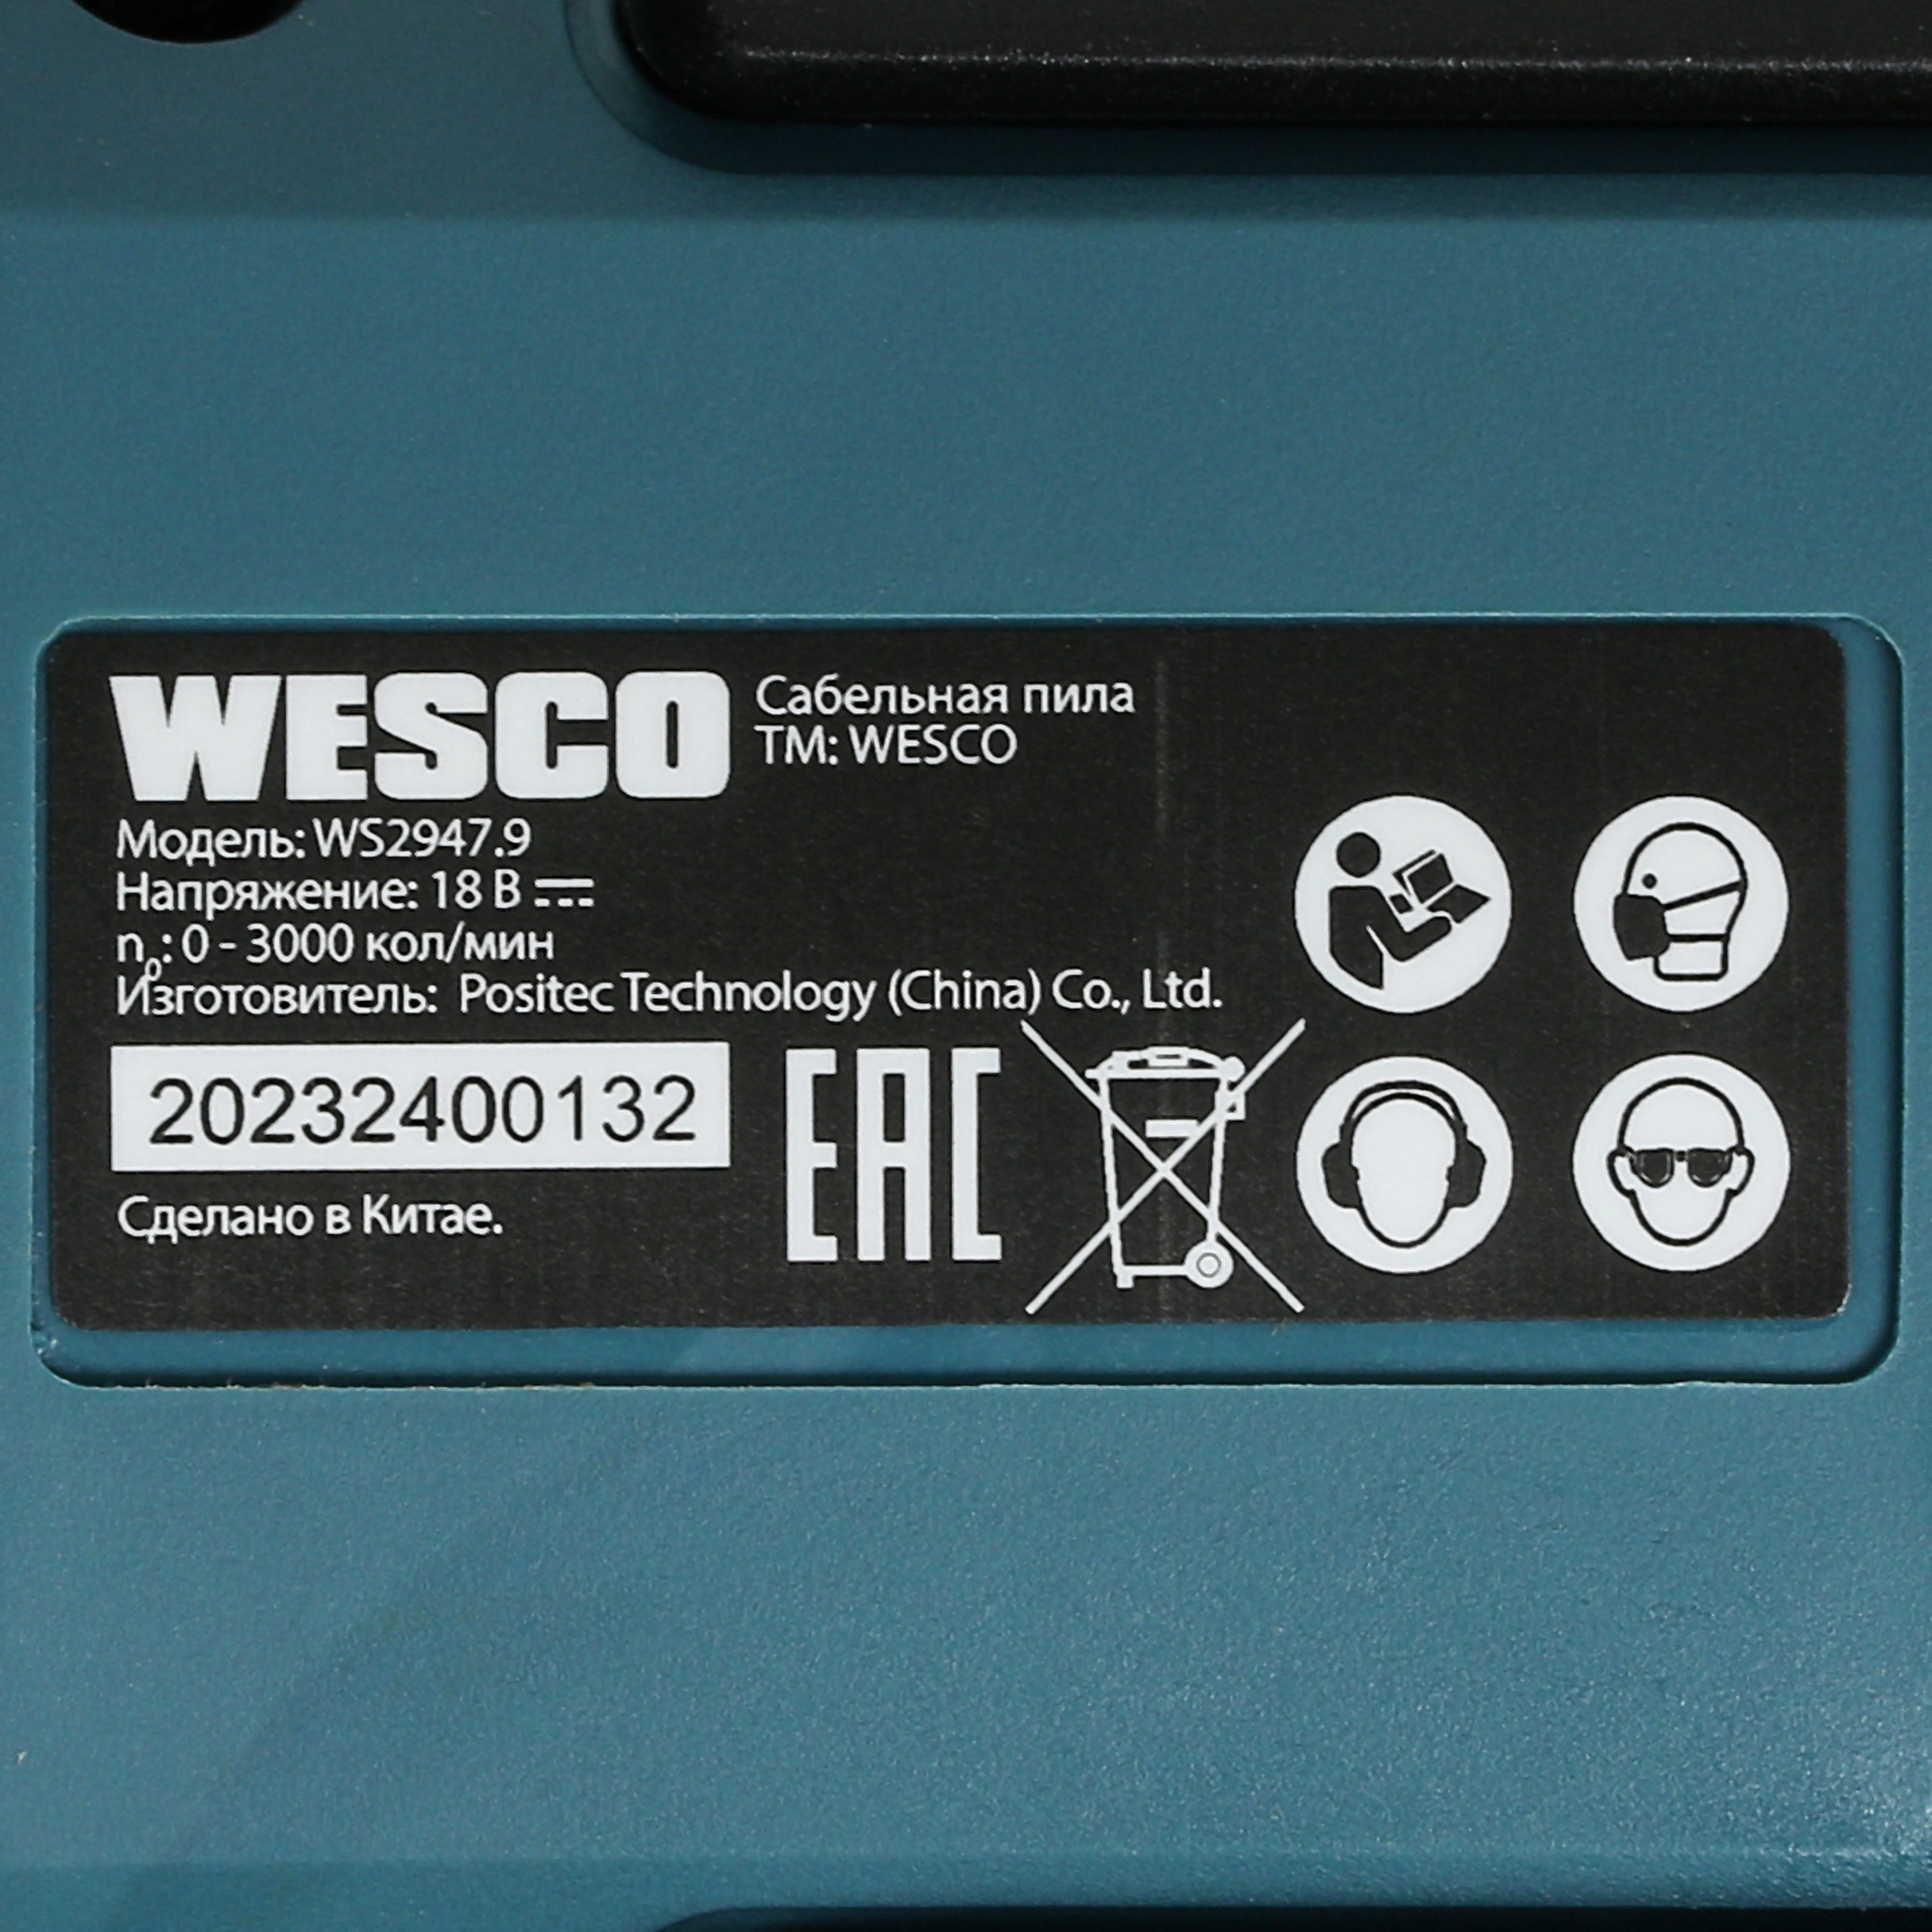 WESCO
Сабельная пила
TM: WESCO
Модель: WS2947.9
Напряжение: 18 В ⎓
n₀: 0 - 3000 кол/мин
Изготовитель: Positec Technology (China) Co., Ltd.
20232400132
EAC
Сделано в Китае.